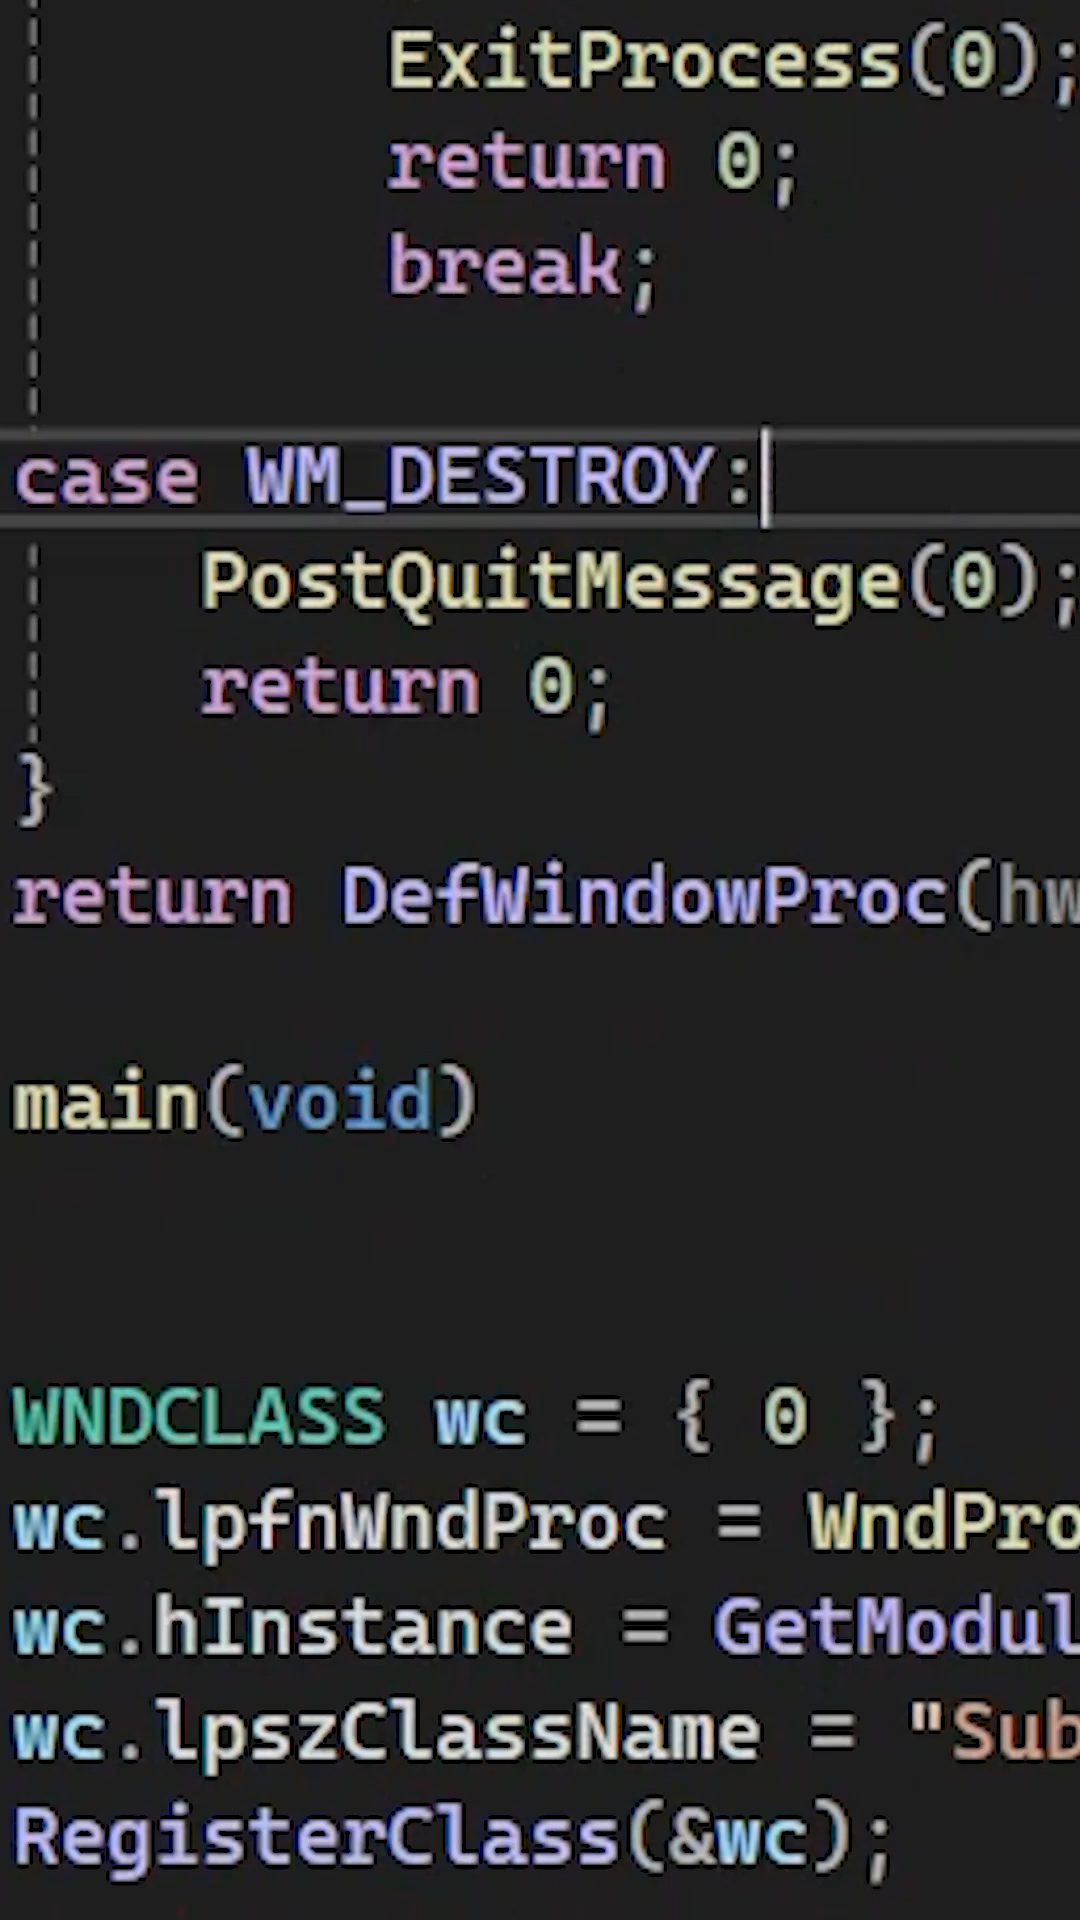 ExitProcess(0);
return 0;
break;
case WM_DESTROY:
PostQuitMessage(0);
return 0;
}
return DefWindowProc(hw
main(void)
WNDCLASS wc = { 0 };
wc.lpfnWndProc = WndPro
wc.hInstance = GetModul
wc.lpszClassName = "Sub
RegisterClass(&wc);